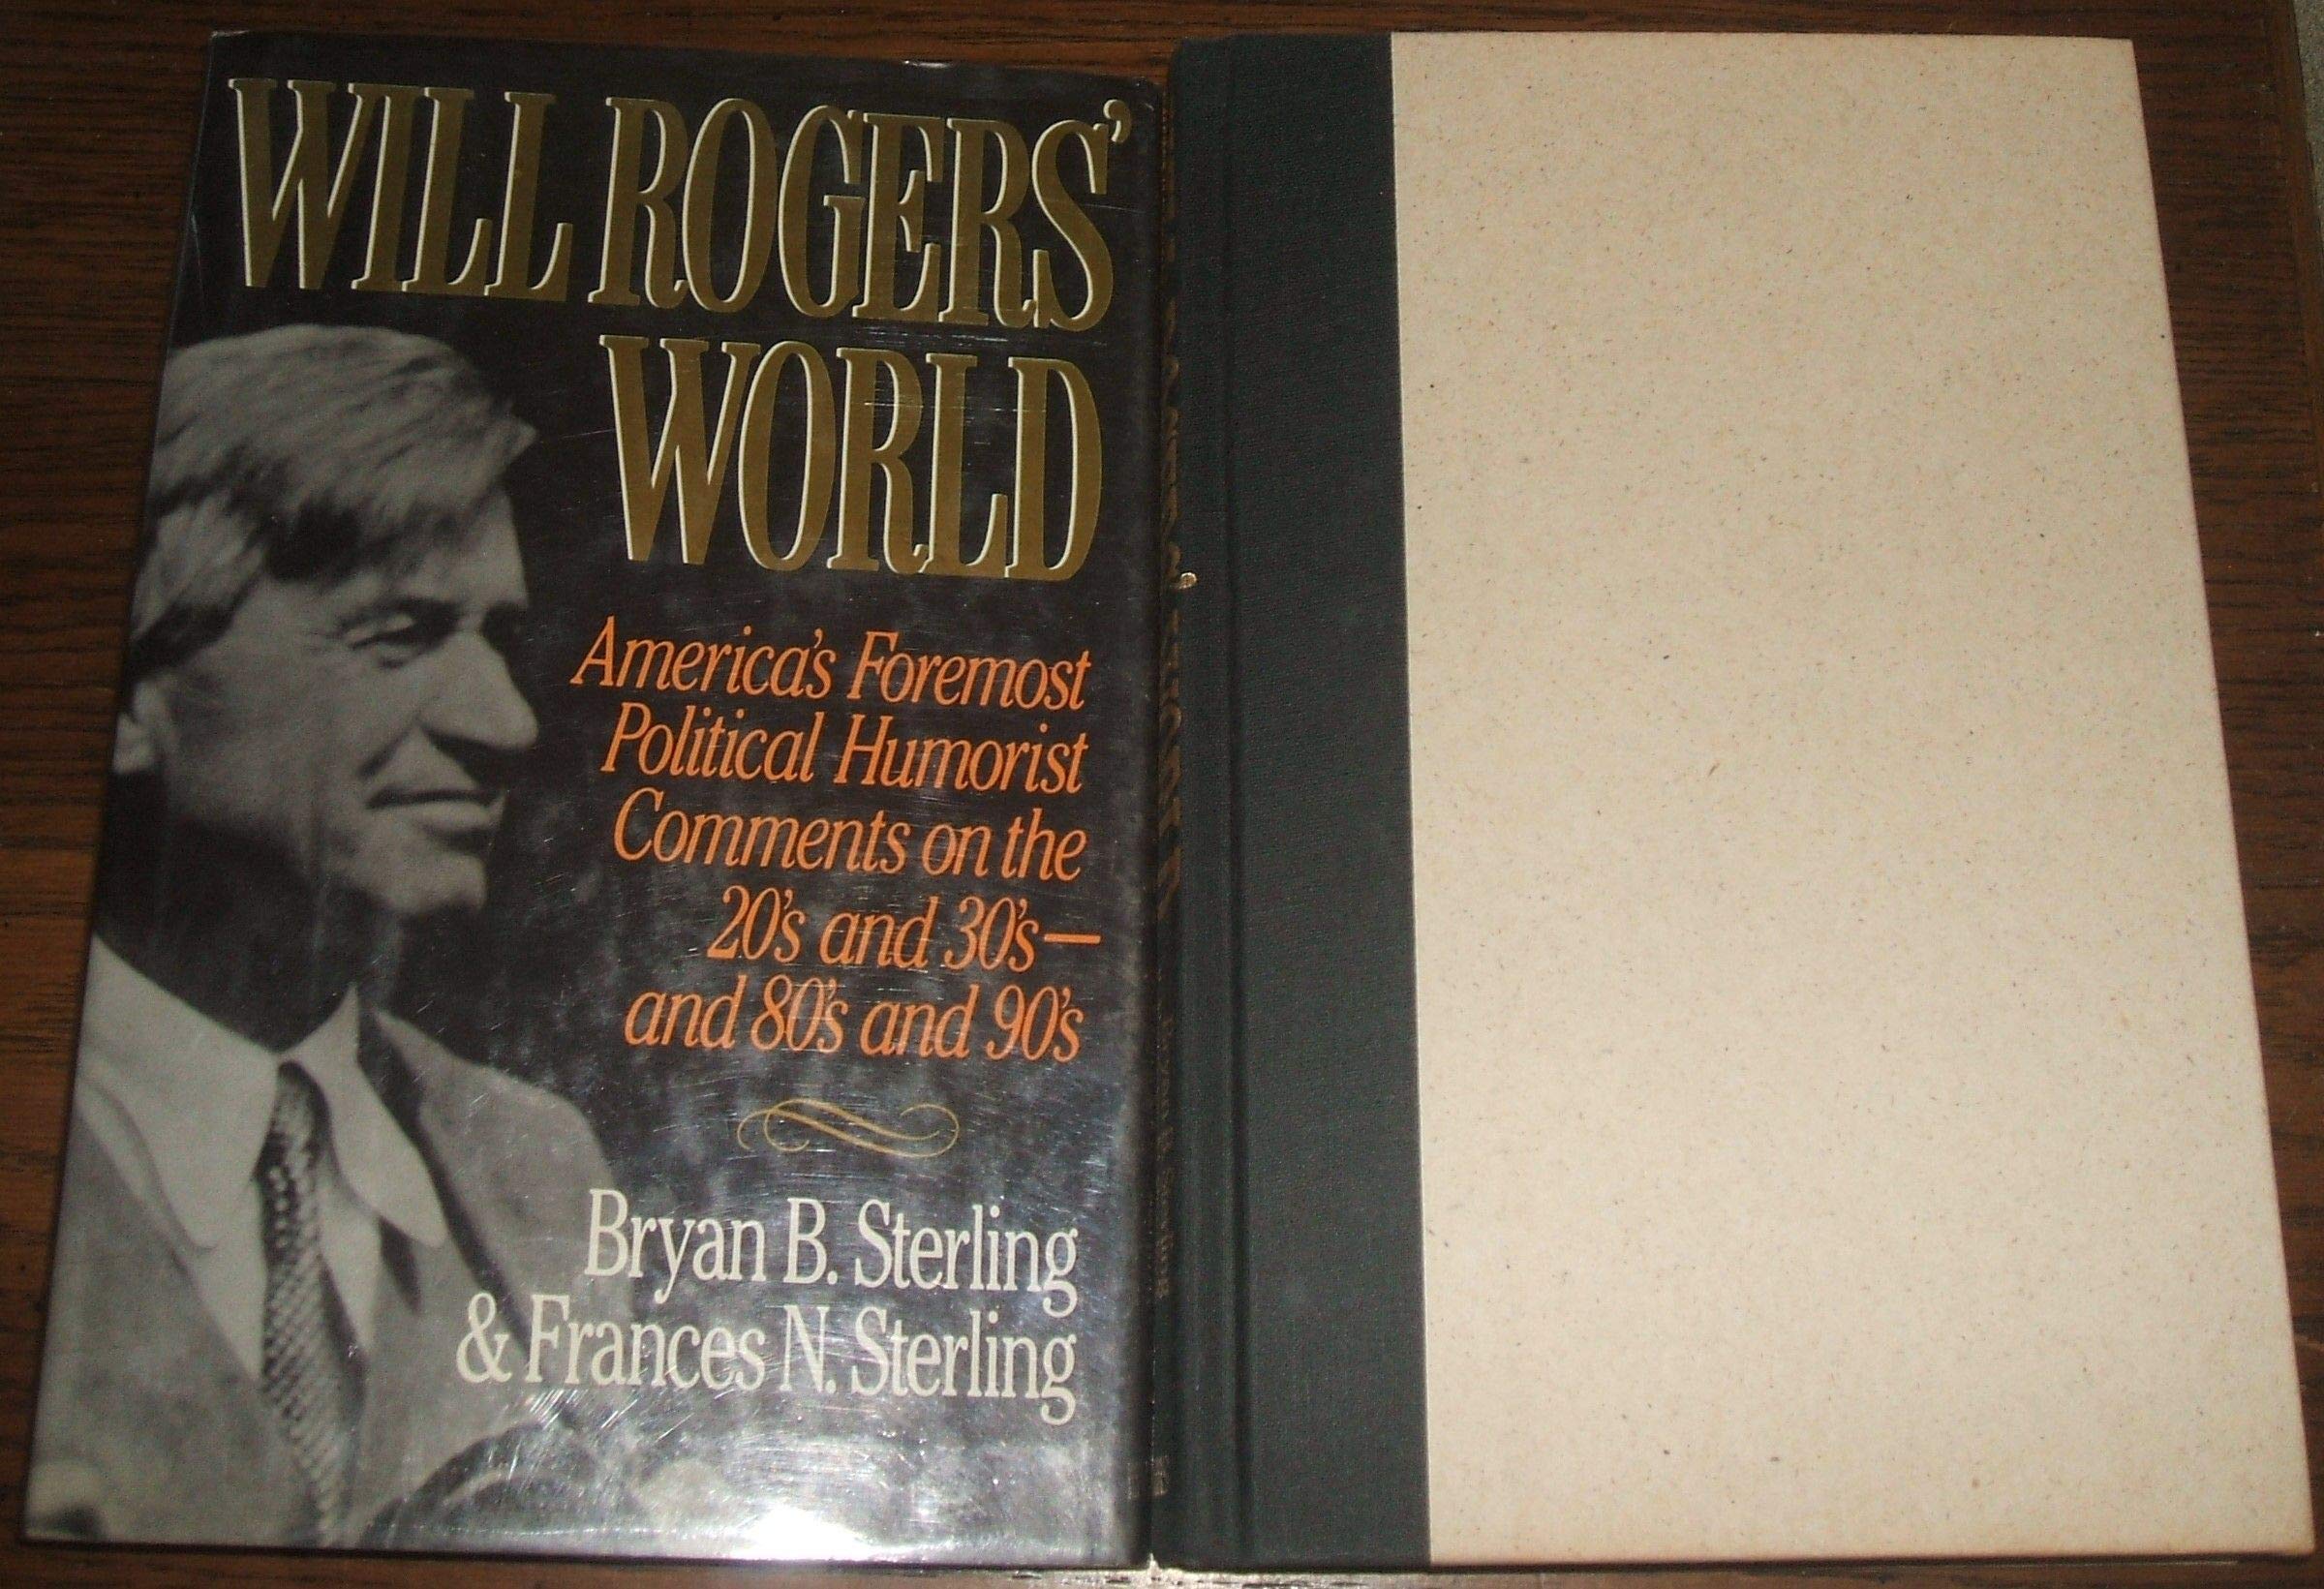 WILL ROGERS'
WORLD
America's Foremost
Political Humorist
Comments on the
20's and 30's—
and 80's and 90's
Bryan B. Sterling
& Frances N. Sterling